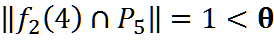 ‖𝑓₂(4) ∩ 𝑃₅‖ = 1 < 𝛉